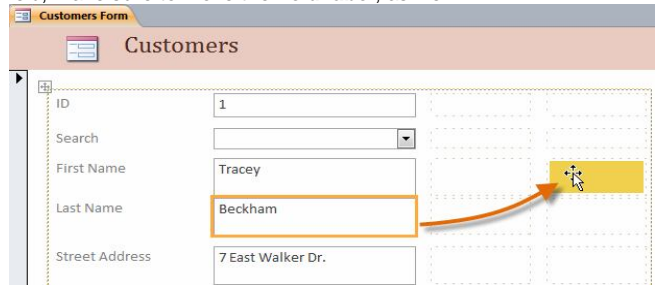 Customers Form
Customers
ID 1
Search
First Name Tracey
Last Name Beckham
Street Address 7 East Walker Dr.